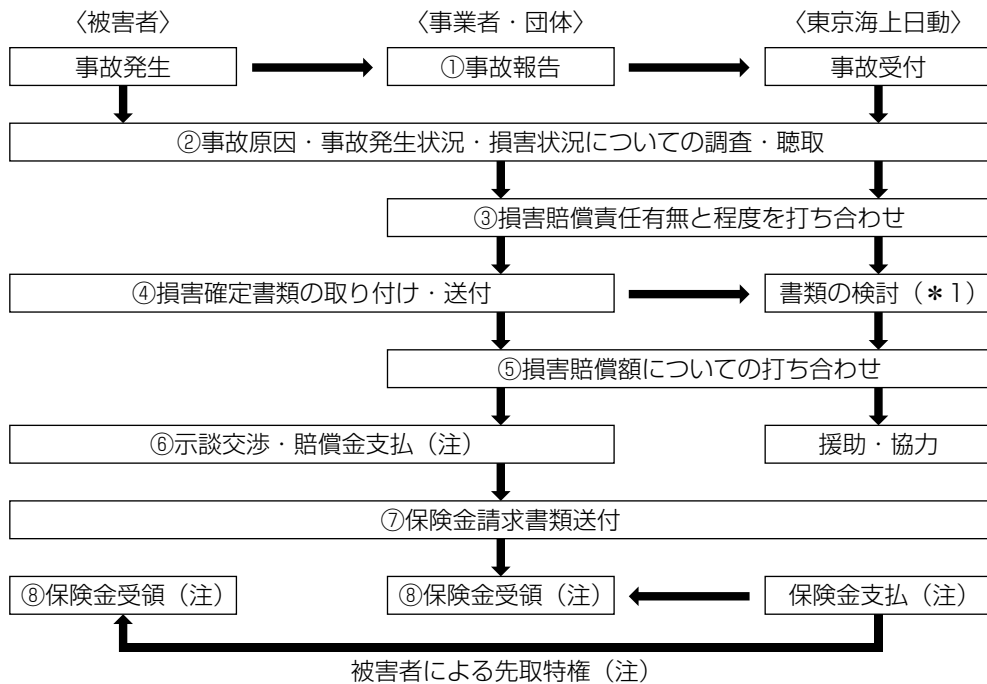 〈被害者〉 〈事業者・団体〉 〈東京海上日動〉
事故発生 ①事故報告 事故受付
②事故原因・事故発生状況・損害状況についての調査・聴取
③損害賠償責任有無と程度を打ち合わせ
④損害確定書類の取り付け・送付 書類の検討（＊1）
⑤損害賠償額についての打ち合わせ
⑥示談交渉・賠償金支払（注） 援助・協力
⑦保険金請求書類送付
⑧保険金受領（注） ⑧保険金受領（注） 保険金支払（注）
被害者による先取特権（注）